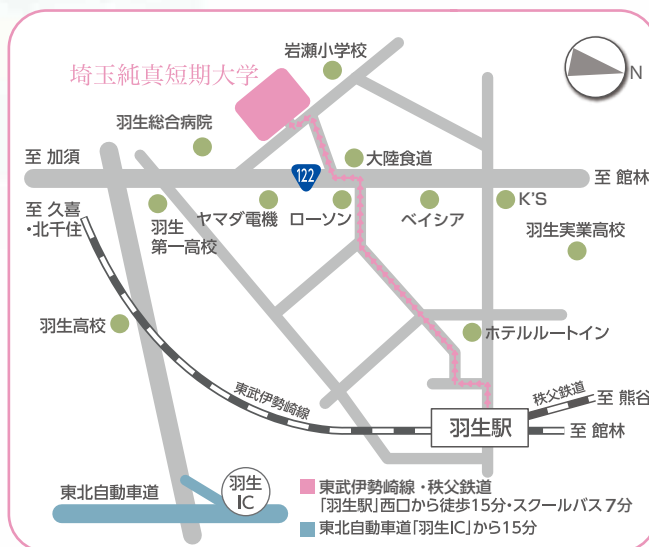 岩瀬小学校
埼玉純真短期大学
N
羽生総合病院
大陸食道
至 加須
122
至 館林
K'S
至 久喜
・北千住
羽生
第一高校
ヤマダ電機
ローソン
ベイシア
羽生実業高校
羽生高校
ホテルルートイン
東武伊勢崎線
秩父鉄道
至 熊谷
羽生駅
至 館林
羽生
IC
東北自動車道
東武伊勢崎線・秩父鉄道
「羽生駅」西口から徒歩15分・スクールバス7分
東北自動車道「羽生IC」から15分